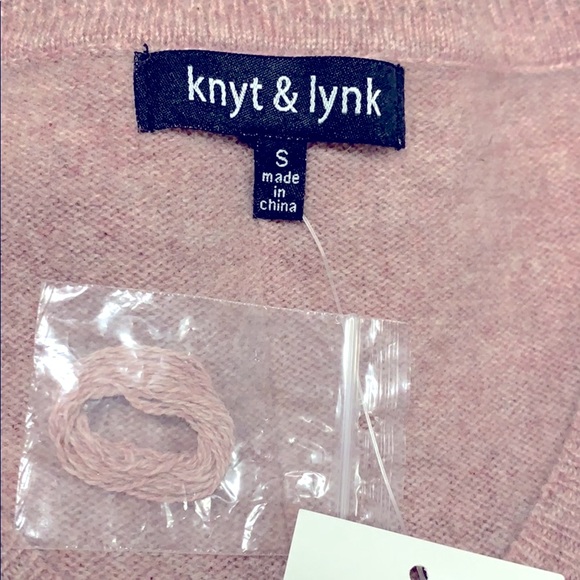 knyt & lynk
S
made
in
china